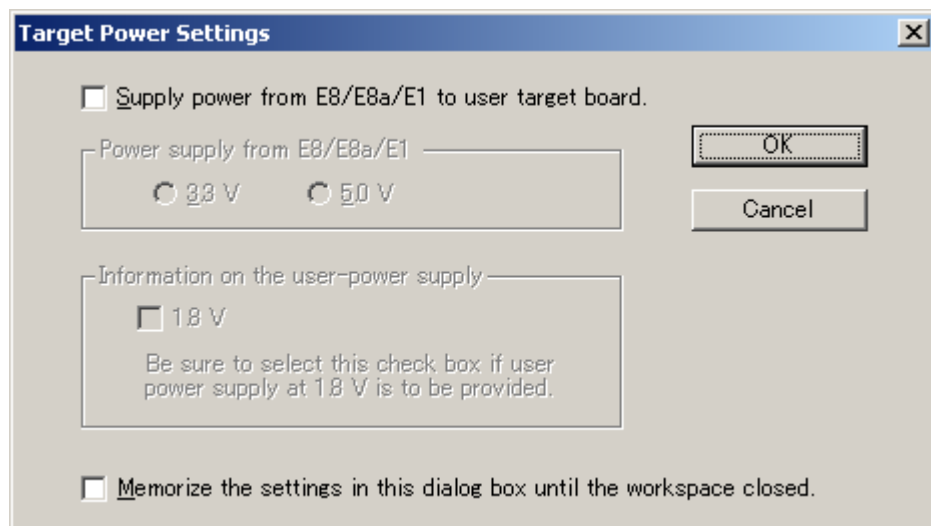 Target Power Settings
Supply power from E8/E8a/E1 to user target board.
Power supply from E8/E8a/E1
3.3 V 5.0 V
OK
Cancel
Information on the user-power supply
1.8 V
Be sure to select this check box if user
power supply at 1.8 V is to be provided.
Memorize the settings in this dialog box until the workspace closed.